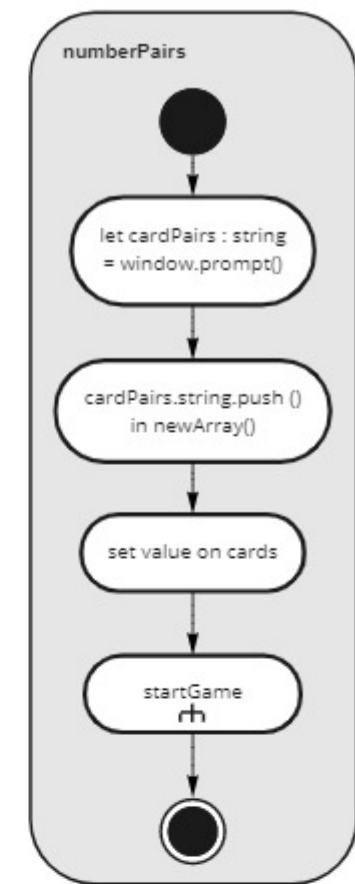 numberPairs
let cardPairs : string
= window.prompt()
cardPairs.string.push ()
in newArray()
set value on cards
startGame